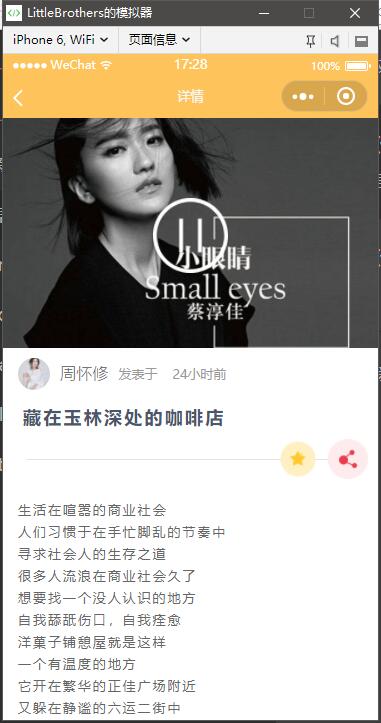 LittleBrothers的模拟器
iPhone 6, WiFi 页面信息
WeChat 17:28 100%
详情
小眼睛
Small eyes
蔡淳佳
周怀修 发表于 24小时前
藏在玉林深处的咖啡店
生活在喧嚣的商业社会
人们习惯于在手忙脚乱的节奏中
寻求社会人的生存之道
很多人流浪在商业社会久了
想要找一个没人认识的地方
自我舔舐伤口，自我痊愈
洋菓子铺憩屋就是这样
一个有温度的地方
它开在繁华的正佳广场附近
又躲在静谧的六运二街中